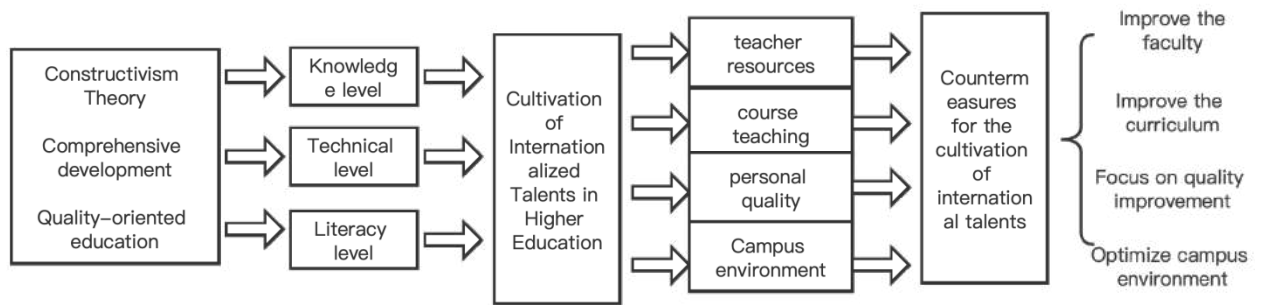 Constructivism
Theory
Comprehensive
development
Quality-oriented
education
Knowledg
e level
Technical
level
Literacy
level
Cultivation
of
Internation
alized
Talents in
Higher
Education
teacher
resources
course
teaching
personal
quality
Campus
environment
Counterm
easures
for the
cultivation
of
internation
al talents
Improve the
faculty
Improve the
curriculum
Focus on quality
improvement
Optimize campus
environment